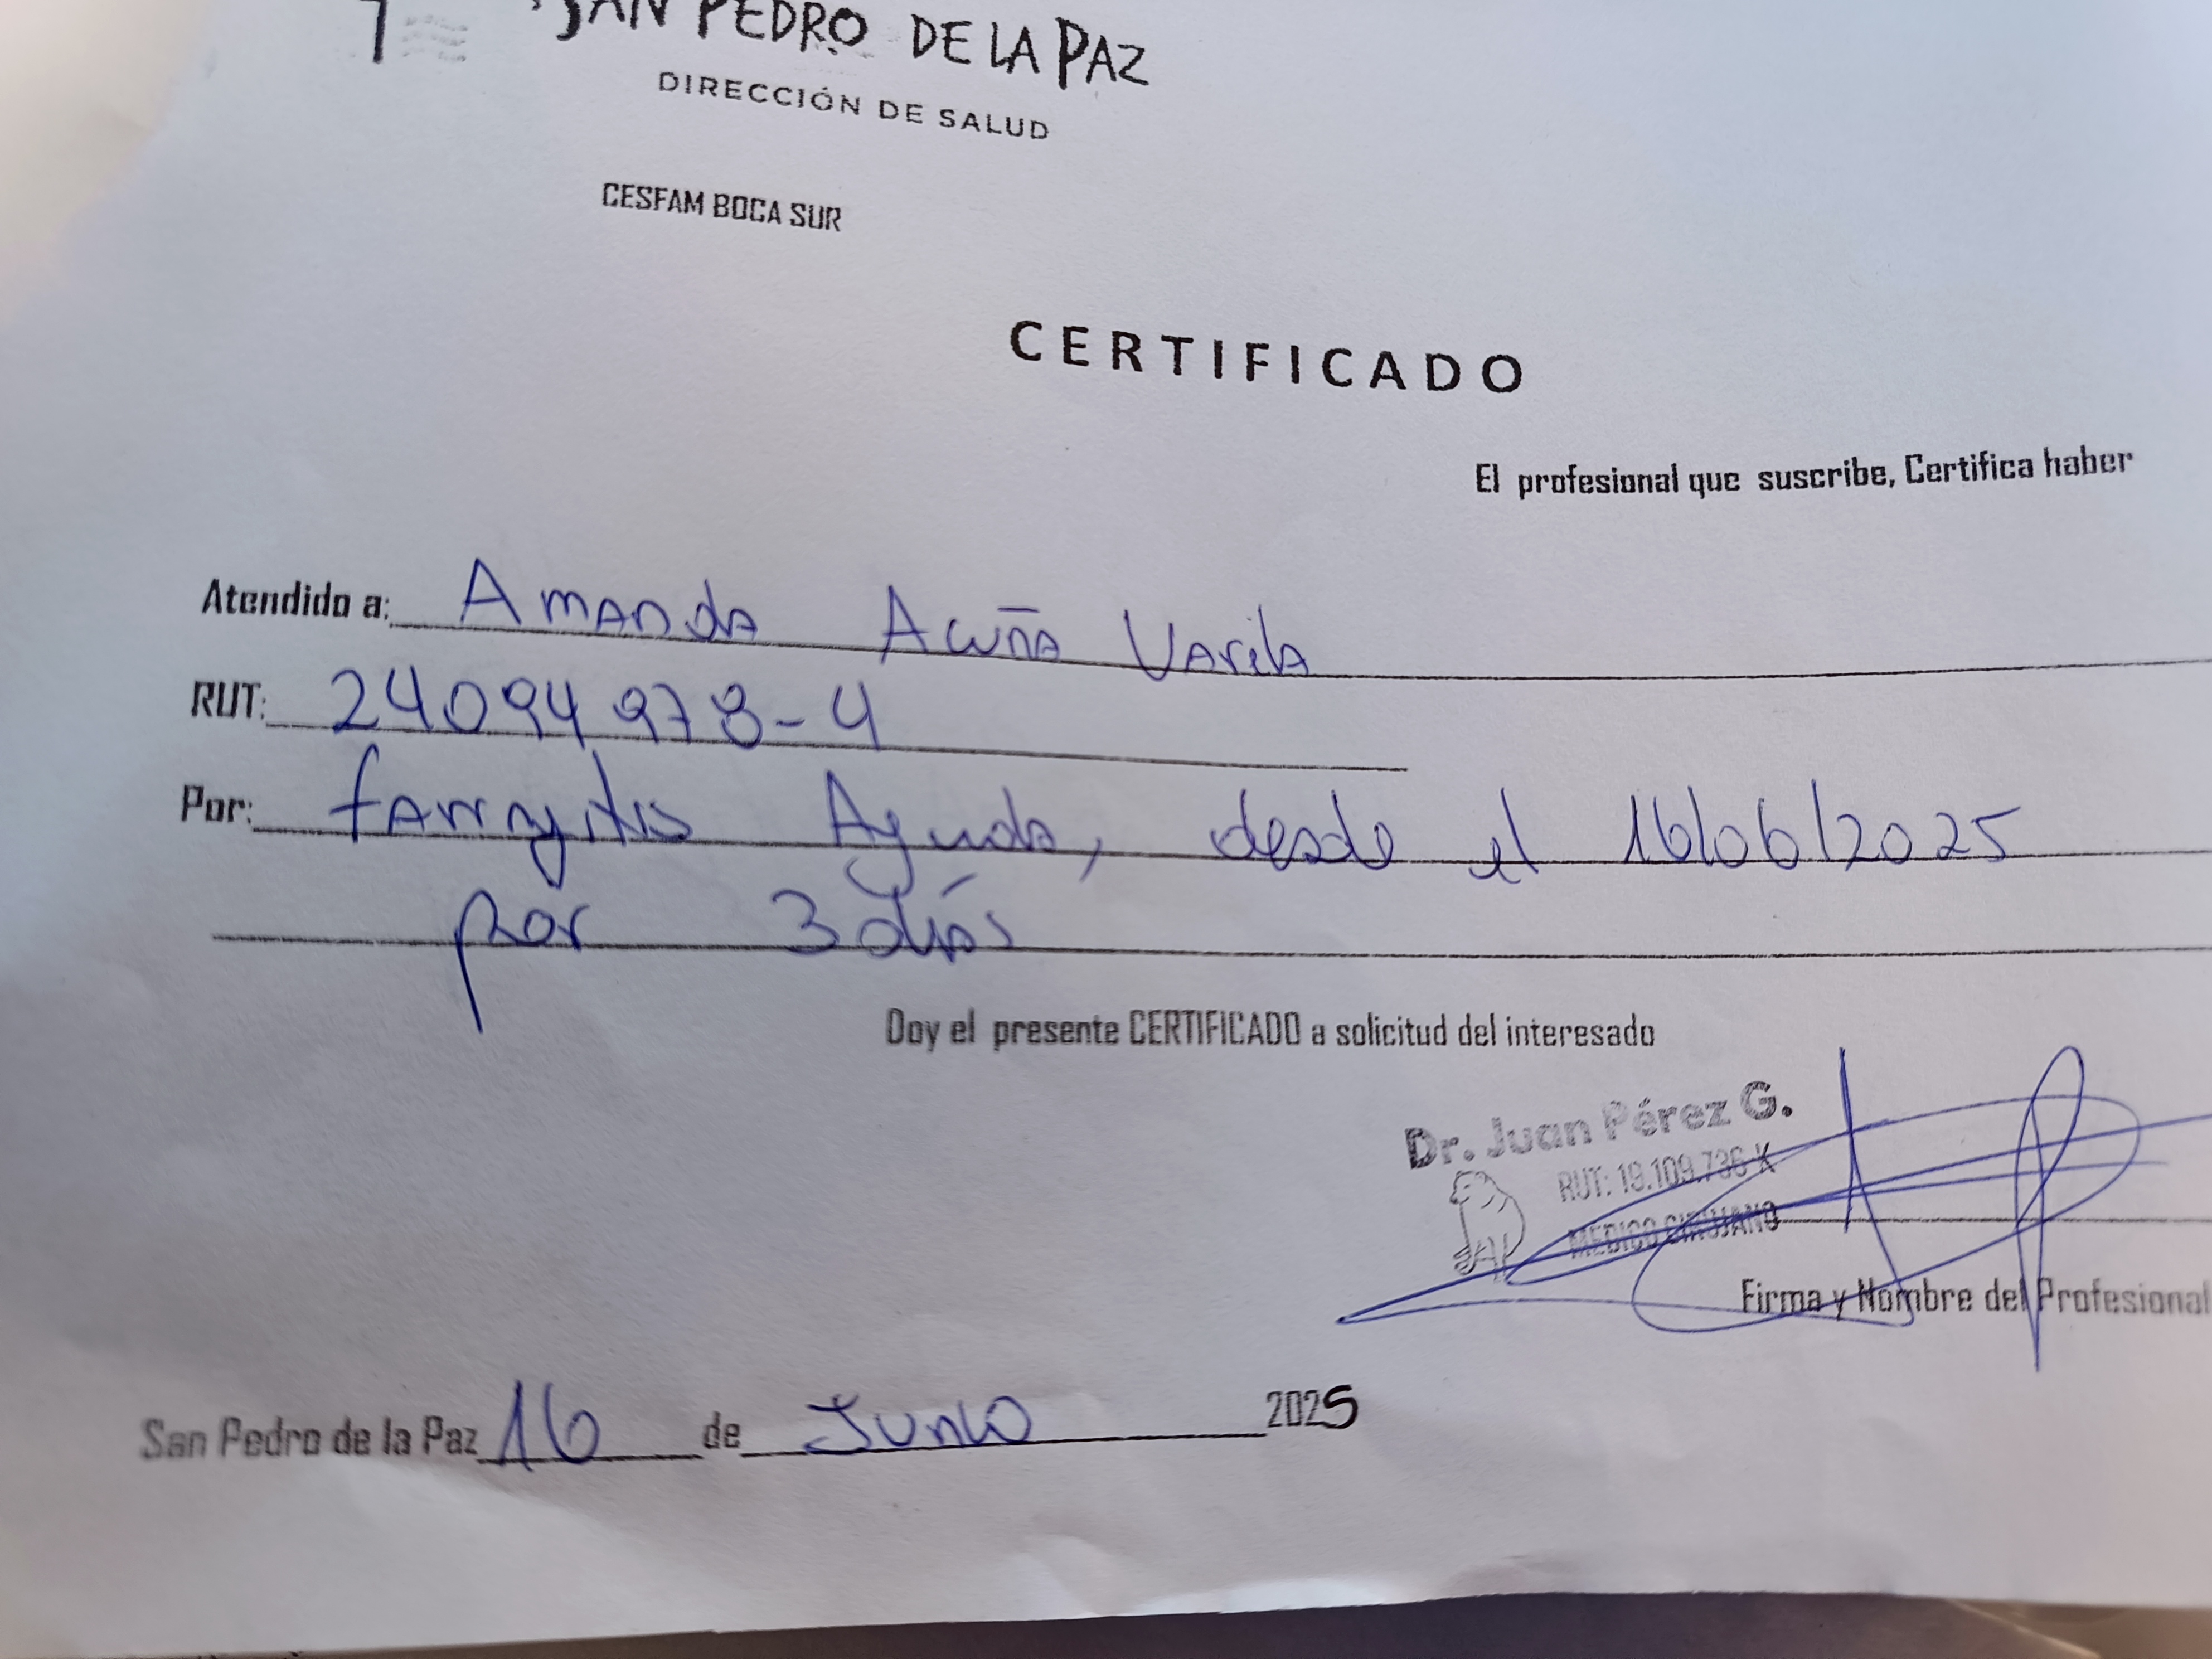 SAN PEDRO DE LA PAZ
DIRECCIÓN DE SALUD
CESFAM BOCA SUR
CERTIFICADO
El profesional que suscribe, Certifica haber
Atendido a: Amanda Acuña Varela
RUT: 24094978-4
Por: farrngitis Aguda, desde el 16/06/2025
por 3 días
Doy el presente CERTIFICADO a solicitud del interesado
Dr. Juan Pérez G.
RUT: 19.109.736-K
MEDICO CIRUJANO
Firma y Nombre del Profesional
San Pedro de la Paz 16 de Junio 2025